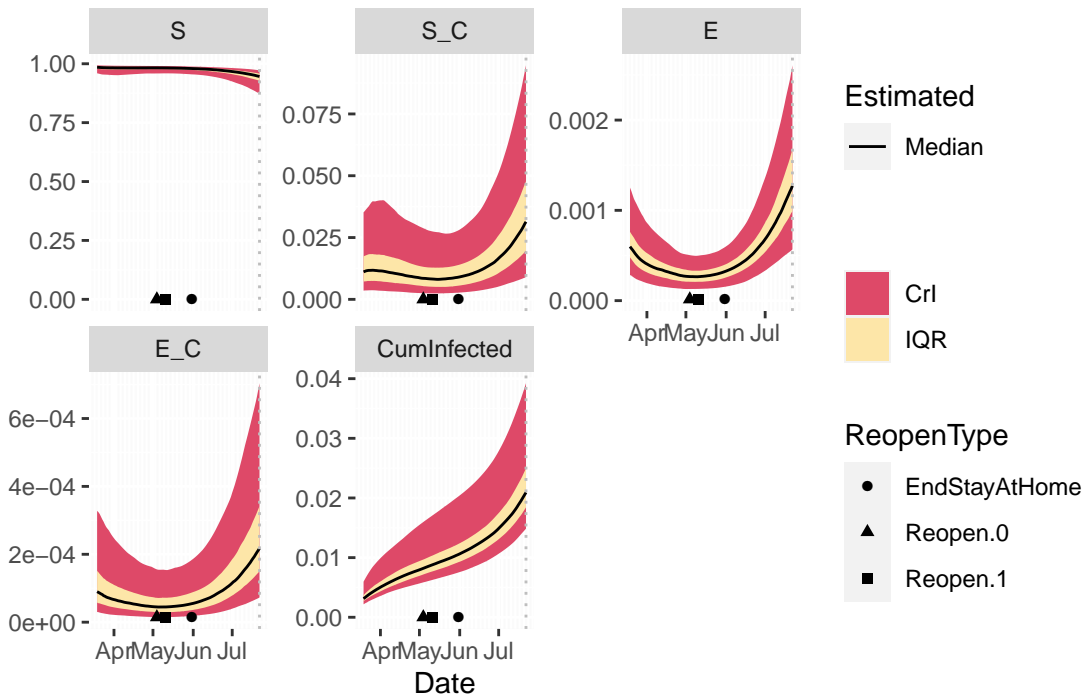 S
S_C
E
1.00
0.75
0.50
0.25
0.00
0.075
0.050
0.025
0.000
0.002
0.001
0.000
Apr May Jun Jul
E_C
CumInfected
6e−04
4e−04
2e−04
0e+00
0.04
0.03
0.02
0.01
0.00
Apr May Jun Jul
Apr May Jun Jul
Date
Estimated
Median
CrI
IQR
ReopenType
EndStayAtHome
Reopen.0
Reopen.1